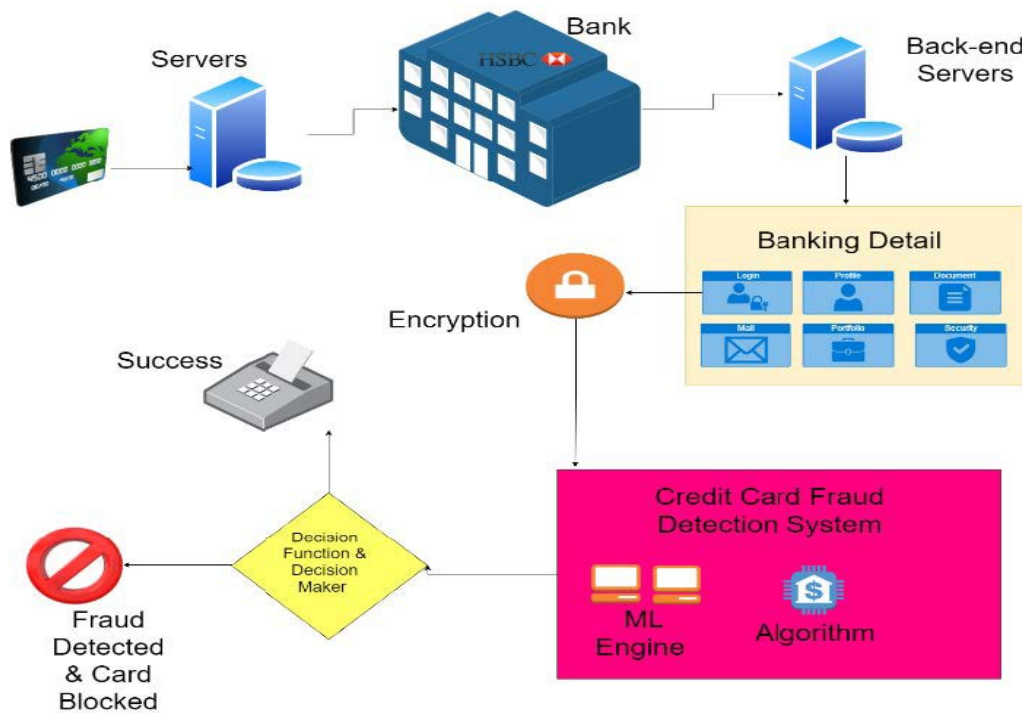 Servers
Bank
HSBC
Back-end
Servers
Banking Detail
Login
Profile
Document
Mail
Portfolio
Security
Encryption
Success
Credit Card Fraud
Detection System
ML
Engine
Algorithm
Decision
Function &
Decision
Maker
Fraud
Detected
& Card
Blocked